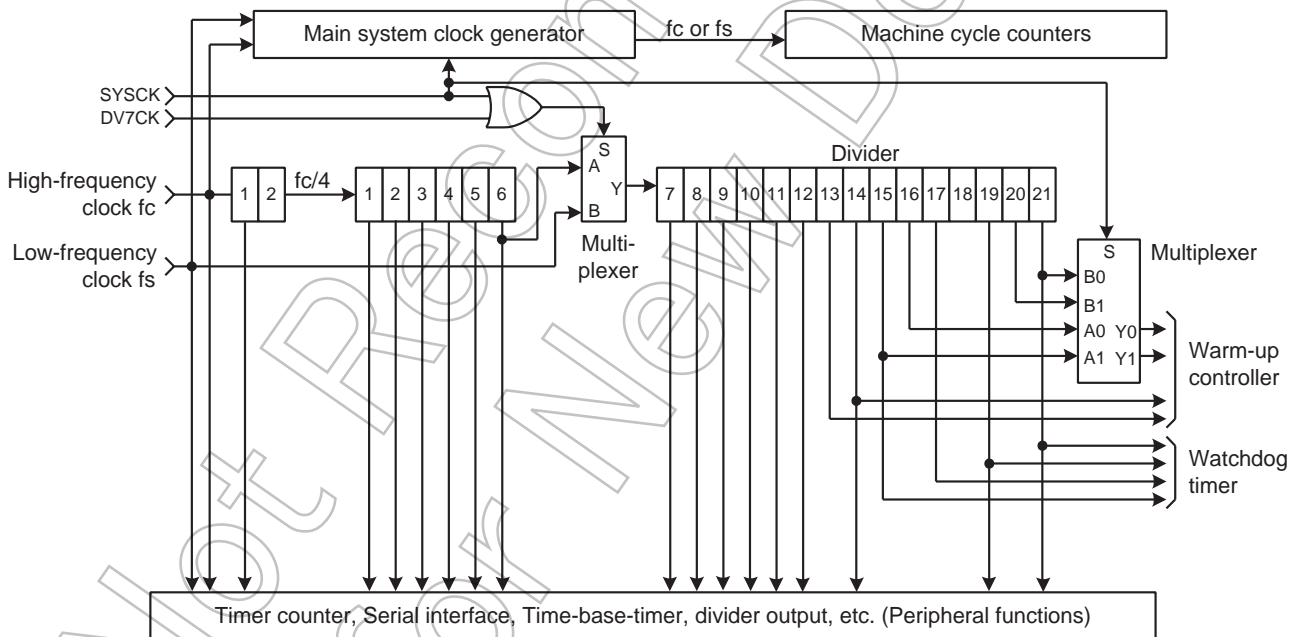 Main system clock generator
fc or fs
Machine cycle counters
SYSCK
DV7CK
High-frequency
clock fc
Low-frequency
clock fs
1 2
fc/4
1 2 3 4 5 6
S
A
Y
B
Multi-
plexer
Divider
7 8 9 10 11 12 13 14 15 16 17 18 19 20 21
S
B0
B1
A0 Y0
A1 Y1
Multiplexer
Warm-up
controller
Watchdog
timer
Timer counter, Serial interface, Time-base-timer, divider output, etc. (Peripheral functions)